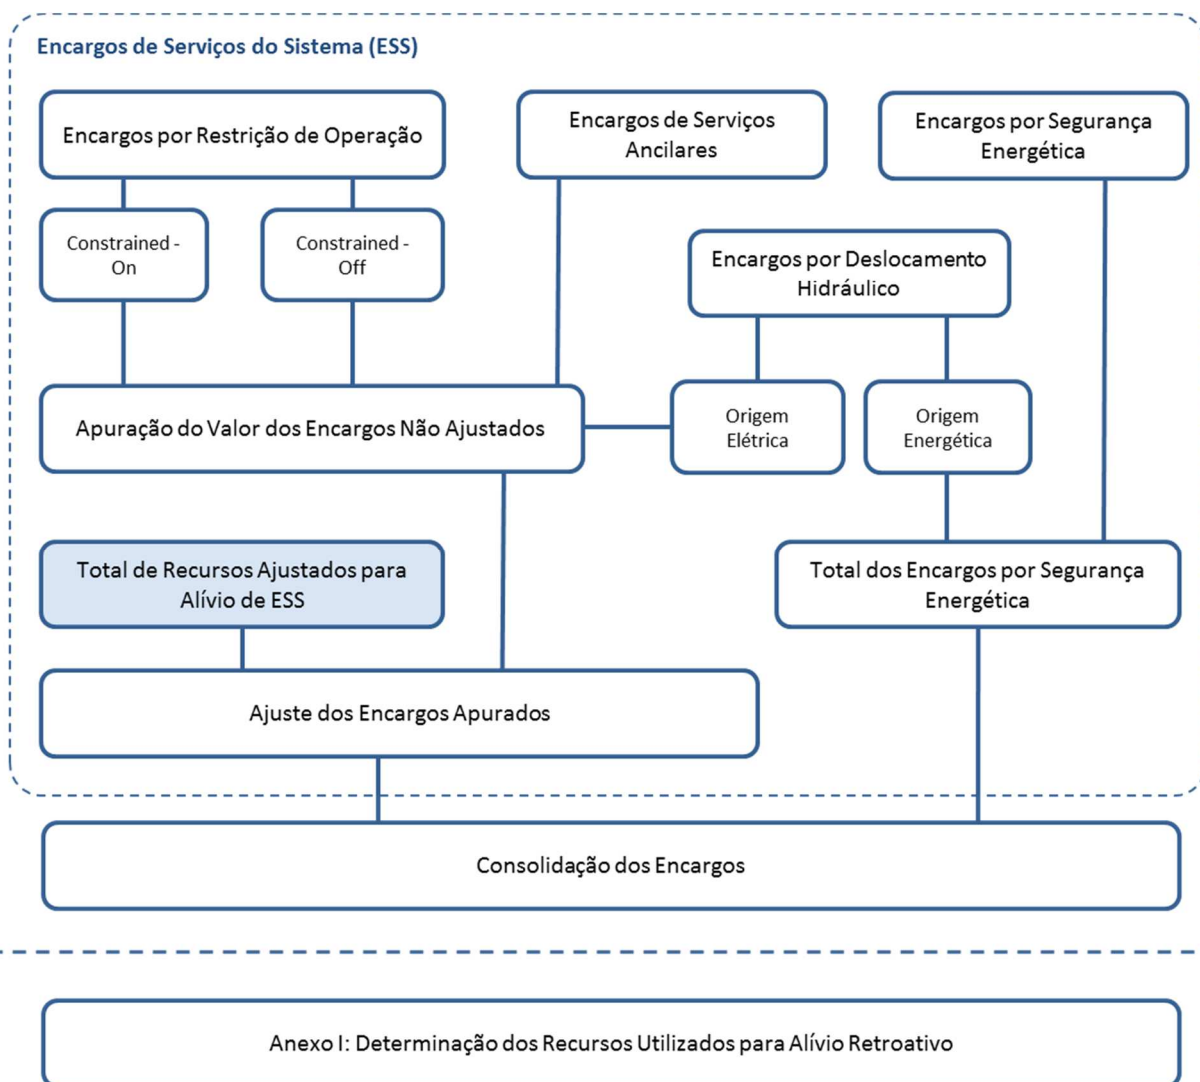 Encargos de Serviços do Sistema (ESS)
Encargos por Restrição de Operação
Encargos de Serviços
Ancilares
Encargos por Segurança
Energética
Constrained -
On
Constrained -
Off
Encargos por Deslocamento
Hidráulico
Apuração do Valor dos Encargos Não Ajustados
Origem
Elétrica
Origem
Energética
Total de Recursos Ajustados para
Alívio de ESS
Total dos Encargos por Segurança
Energética
Ajuste dos Encargos Apurados
Consolidação dos Encargos
Anexo I: Determinação dos Recursos Utilizados para Alívio Retroativo